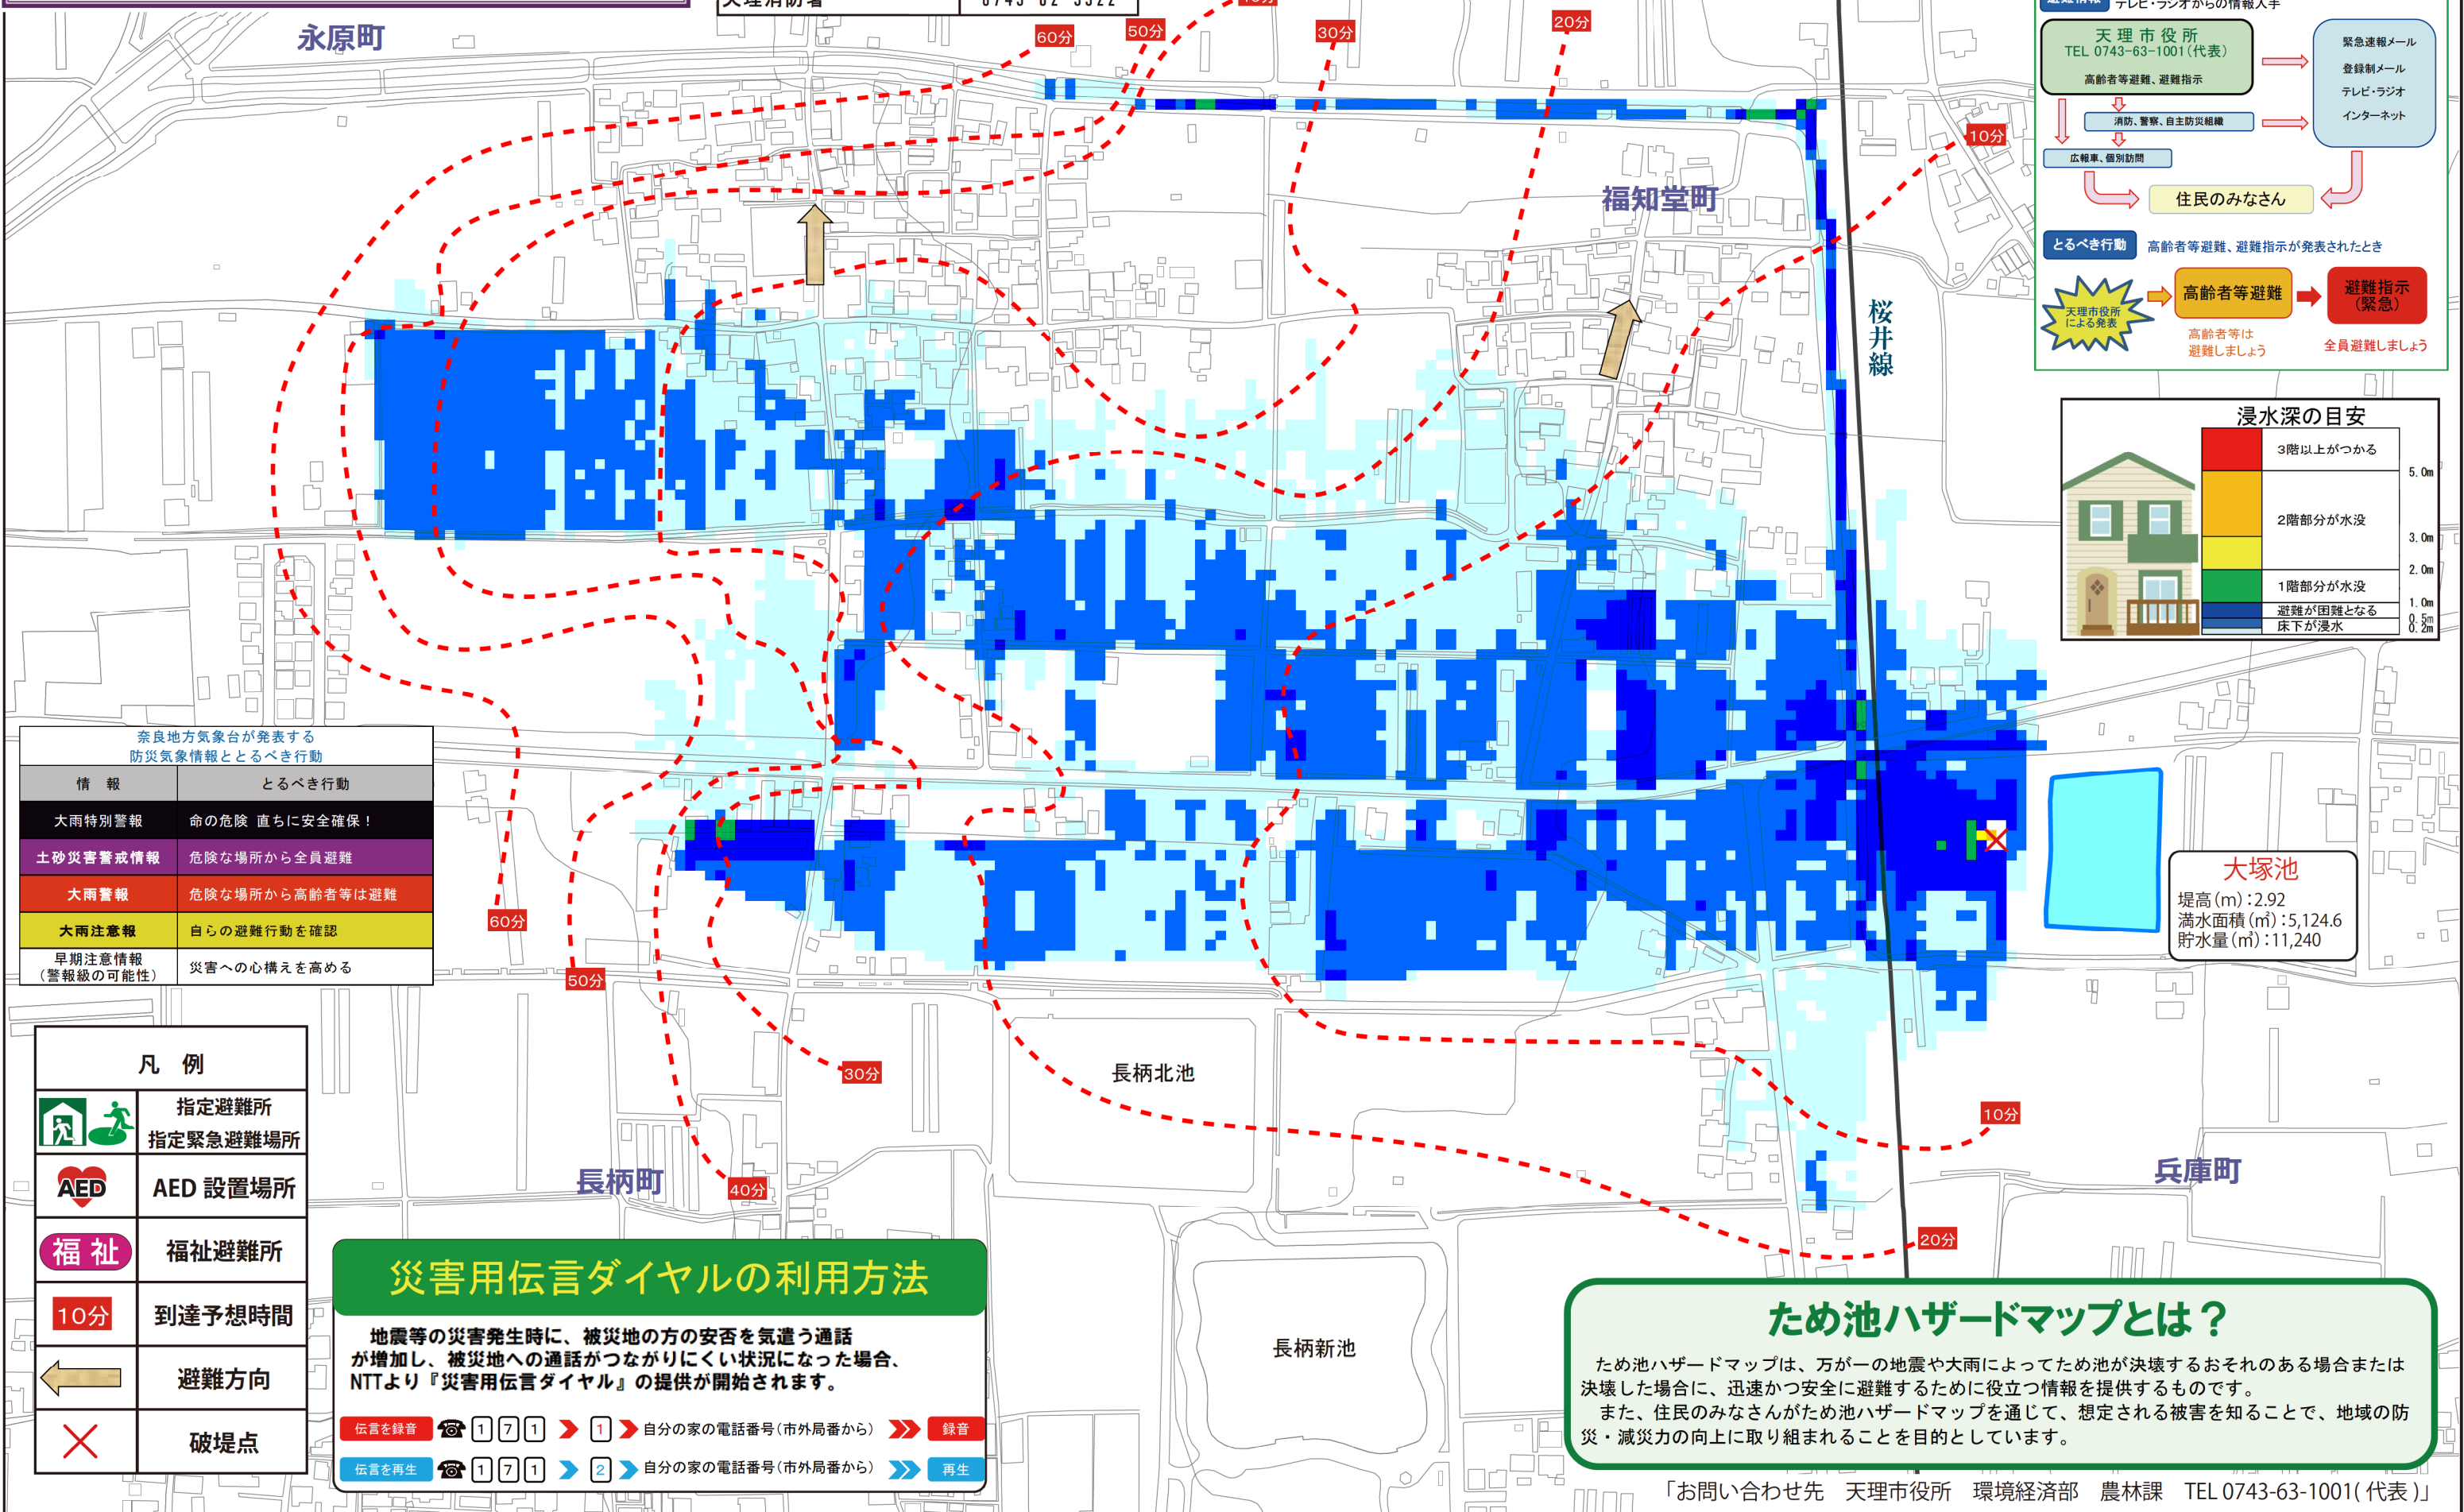 天理消防署
0743-62-3322
避難情報
テレビ・ラジオからの情報入手
天理市役所
TEL 0743-63-1001(代表)
高齢者等避難、避難指示
緊急速報メール
登録制メール
テレビ・ラジオ
インターネット
消防、警察、自主防災組織
広報車、個別訪問
住民のみなさん
とるべき行動
高齢者等避難、避難指示が発表されたとき
天理市役所
による発表
高齢者等避難
避難指示
(緊急)
高齢者等は
避難しましょう
全員避難しましょう
永原町
60分
50分
30分
20分
10分
福知堂町
桜井線
浸水深の目安
3階以上がつかる
5.0m
2階部分が水没
3.0m
2.0m
1階部分が水没
1.0m
避難が困難となる
0.5m
床下が浸水
0.2m
奈良地方気象台が発表する
防災気象情報ととるべき行動
情 報 とるべき行動
大雨特別警報 命の危険 直ちに安全確保!
土砂災害警戒情報 危険な場所から全員避難
大雨警報 危険な場所から高齢者等は避難
大雨注意報 自らの避難行動を確認
早期注意情報
(警報級の可能性)
災害への心構えを高める
大塚池
堤高(m):2.92
満水面積(㎡):5,124.6
貯水量(㎥):11,240
60分
50分
30分
40分
10分
20分
長柄北池
長柄町
兵庫町
長柄新池
凡 例
指定避難所
指定緊急避難場所
AED
AED 設置場所
福祉
福祉避難所
10分
到達予想時間
避難方向
破堤点
災害用伝言ダイヤルの利用方法
地震等の災害発生時に、被災地の方の安否を気遣う通話
が増加し、被災地への通話がつながりにくい状況になった場合、
NTTより『災害用伝言ダイヤル』の提供が開始されます。
伝言を録音 ☎ 1 7 1 1 自分の家の電話番号(市外局番から) 録音
伝言を再生 ☎ 1 7 1 2 自分の家の電話番号(市外局番から) 再生
ため池ハザードマップとは?
ため池ハザードマップは、万が一の地震や大雨によってため池が決壊するおそれのある場合または
決壊した場合に、迅速かつ安全に避難するために役立つ情報を提供するものです。
また、住民のみなさんがため池ハザードマップを通じて、想定される被害を知ることで、地域の防
災・減災力の向上に取り組まれることを目的としています。
「お問い合わせ先 天理市役所 環境経済部 農林課 TEL 0743-63-1001(代表)」